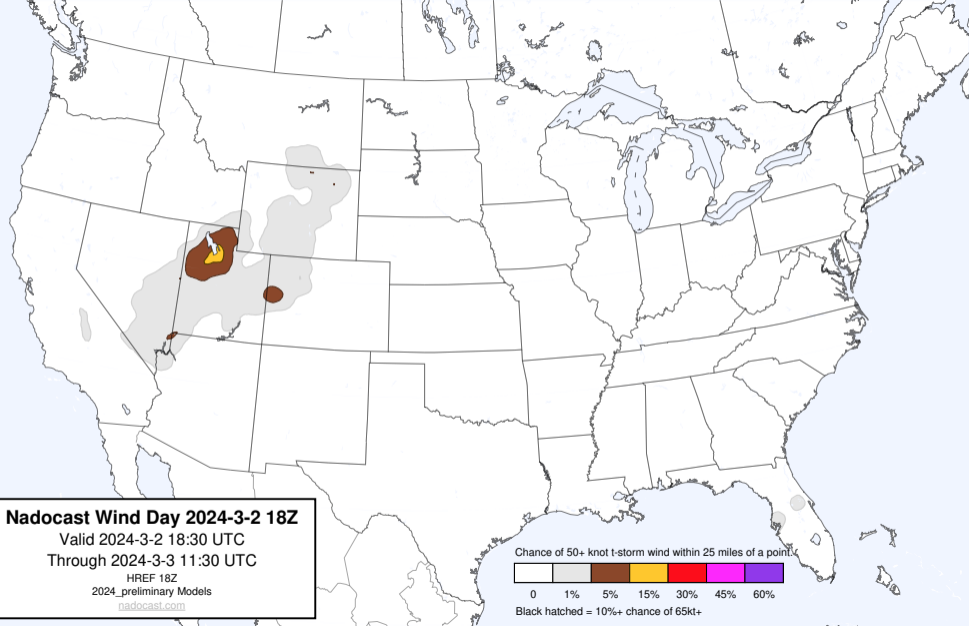 Nadocast Wind Day 2024-3-2 18Z
Valid 2024-3-2 18:30 UTC
Through 2024-3-3 11:30 UTC
HREF 18Z
2024_preliminary Models
nadocast.com
Chance of 50+ knot t-storm wind within 25 miles of a point.
0 1% 5% 15% 30% 45% 60%
Black hatched = 10%+ chance of 65kt+